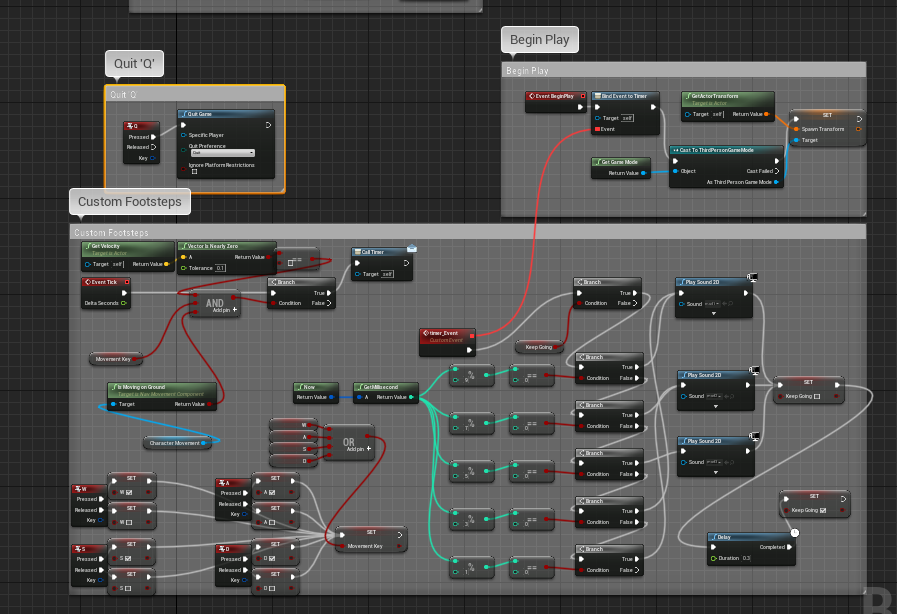 Begin Play
Quit 'Q'
Begin Play
Quit Q
Event BeginPlay
Bind Event to Timer
Target self
Event
GetActorTransform
Target is Actor
Target self Return Value
SET
Spawn Transform
Target
Q
Pressed
Released
Key
Quit Game
Specific Player
Quit Preference
Quit
Ignore Platform Restrictions
Get Game Mode
Return Value
Cast To ThirdPersonGameMode
Object Cast Failed
As Third Person Game Mode
Custom Footsteps
Custom Footsteps
Get Velocity
Target is Actor
Target self Return Value
Vector is Nearly Zero
A Return Value
Tolerance 0.1
==
Call Timer
Target self
Event Tick
Delta Seconds
AND
Add pin +
Branch
True
Condition False
Branch
True
Condition False
Play Sound 2D
Sound
timer_Event
Custom Event
Keep Going
Movement Key
Is Moving on Ground
Target is Nav Movement Component
Target Return Value
Character Movement
Now
Return Value
GetMillisecond
A Return Value
%
==
Branch
True
Condition False
Play Sound 2D
Sound
SET
Keep Going
W
A
S
D
OR
Add pin +
%
==
Branch
True
Condition False
Play Sound 2D
Sound
%
==
Branch
True
Condition False
W
Pressed
Released
Key
SET
W
SET
W
A
Pressed
Released
Key
SET
A
SET
A
%
==
Branch
True
Condition False
SET
Keep Going
SET
Movement Key
Delay
Completed
Duration 0.3
S
Pressed
Released
Key
SET
S
SET
S
D
Pressed
Released
Key
SET
D
SET
D
%
==
Branch
True
Condition False